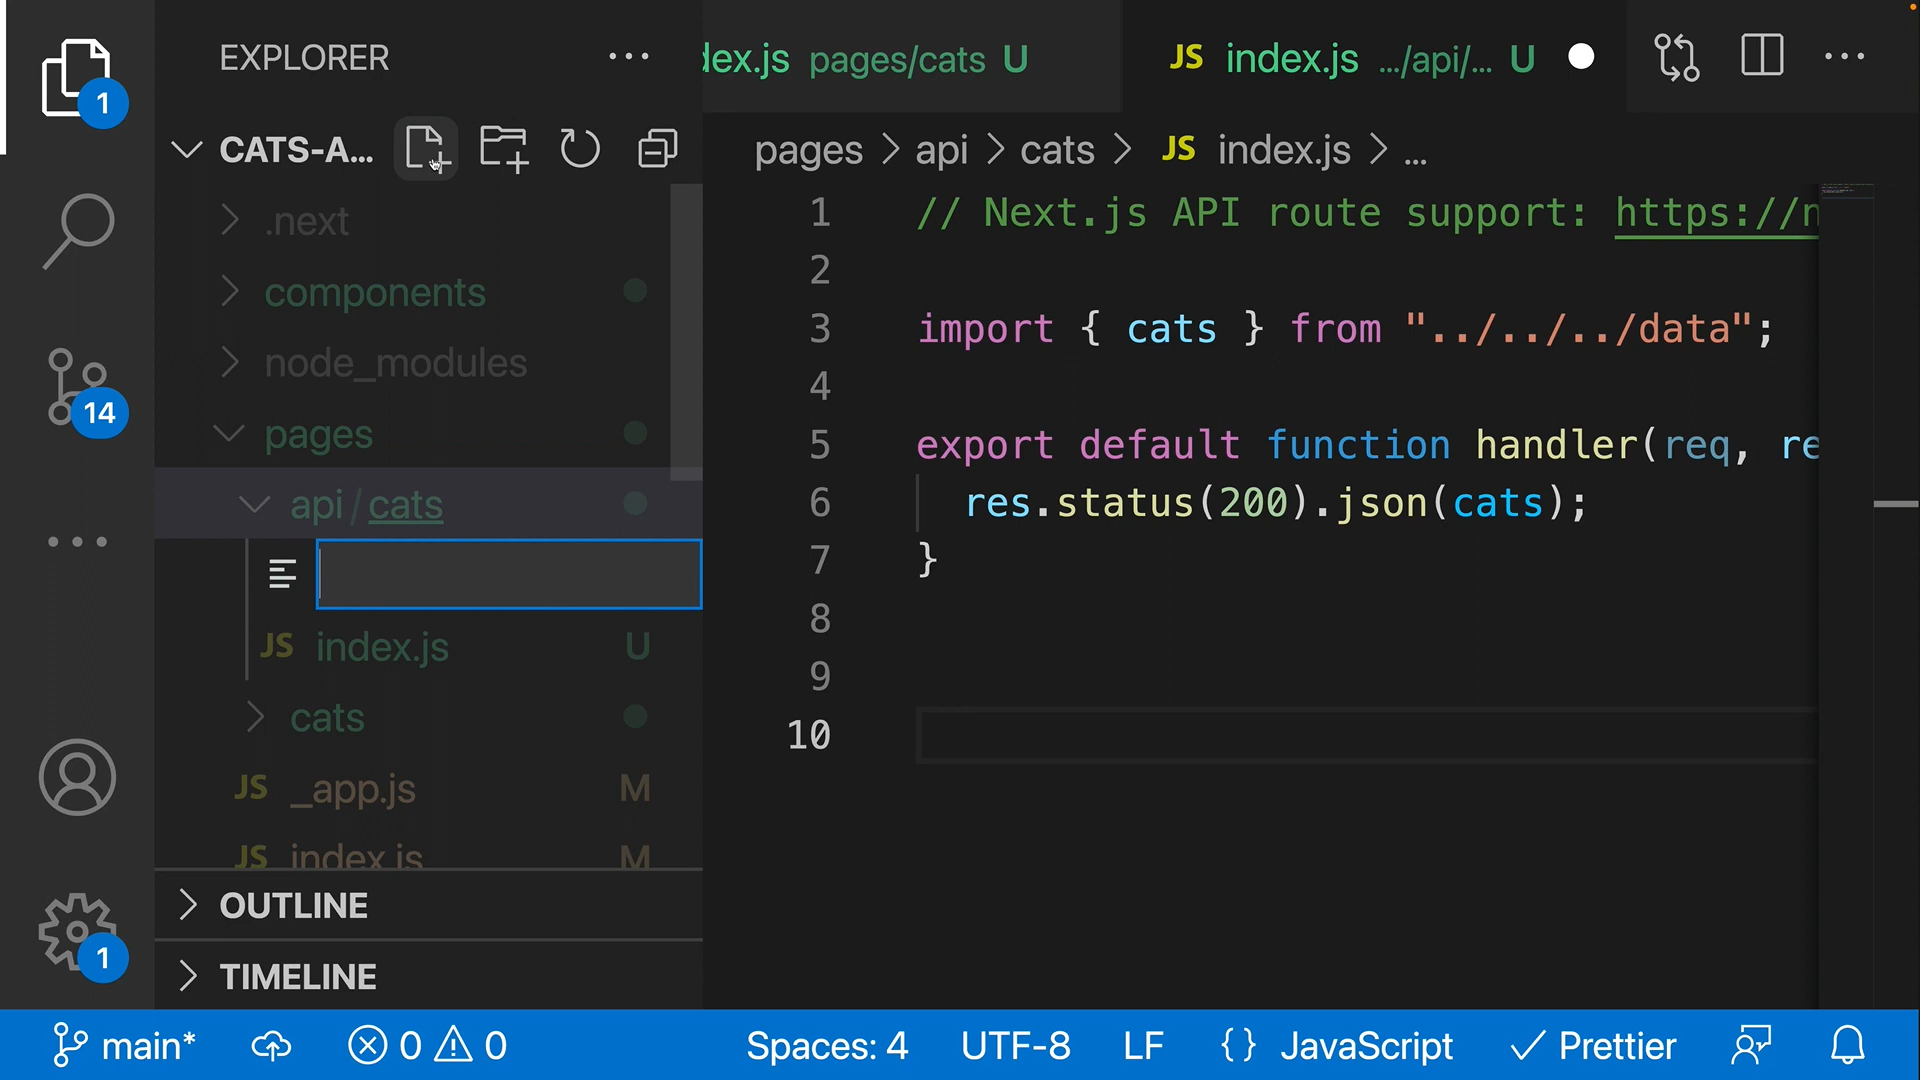 EXPLORER
dex.js pages/cats U
JS index.js .../api/... U
1
CATS-A...
pages > api > cats > JS index.js > ...
.next
components
node_modules
14
pages
api / cats
JS index.js U
cats
JS _app.js M
JS index.js M
OUTLINE
1
TIMELINE
1 // Next.js API route support: https://n
2
3 import { cats } from "../../../data";
4
5 export default function handler(req, re
6 res.status(200).json(cats);
7 }
8
9
10
main* 0 0 Spaces: 4 UTF-8 LF {} JavaScript Prettier